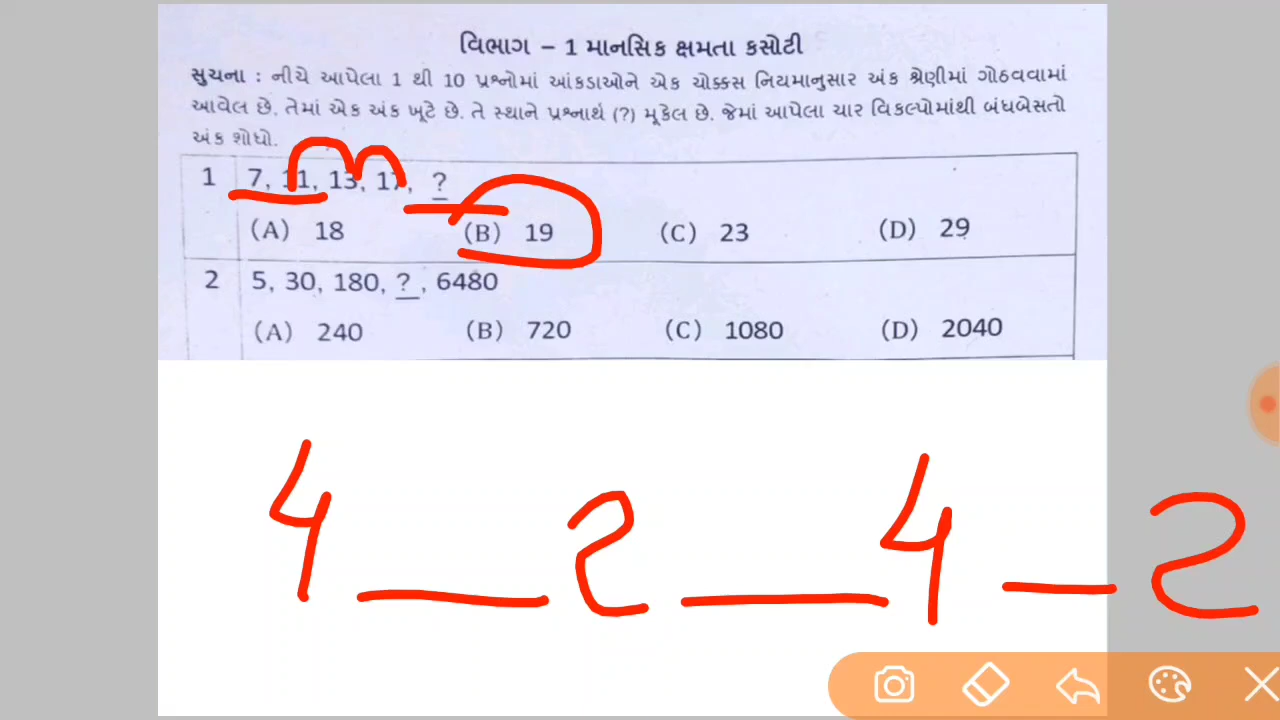 વિભાગ – 1 માનસિક ક્ષમતા કસોટી
સુચના : નીચે આપેલા 1 થી 10 પ્રશ્નોમાં આંકડાઓને એક ચોક્કસ નિયમાનુસાર અંક શ્રેણીમાં ગોઠવવામાં
આવેલ છે. તેમાં એક અંક ખૂટે છે. તે સ્થાને પ્રશ્નાર્થ (?) મૂકેલ છે. જેમાં આપેલા ચાર વિકલ્પોમાંથી બંધબેસતો
અંક શોધો.
1 7, 11, 13, 17, ?
(A) 18 (B) 19 (C) 23 (D) 29
2 5, 30, 180, ? , 6480
(A) 240 (B) 720 (C) 1080 (D) 2040
4 — 2 — 4 — 2